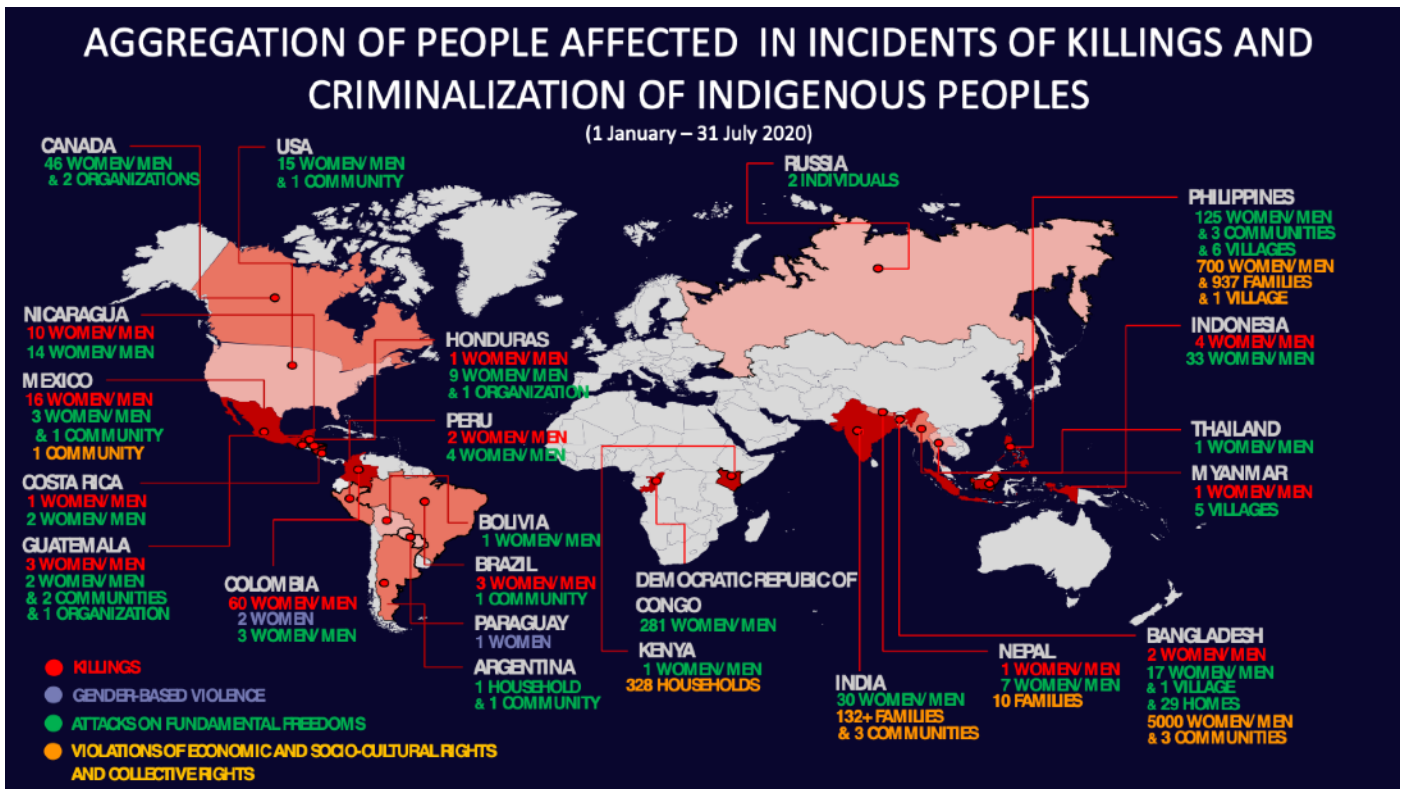 AGGREGATION OF PEOPLE AFFECTED IN INCIDENTS OF KILLINGS AND
CRIMINALIZATION OF INDIGENOUS PEOPLES
(1 January – 31 July 2020)
CANADA
46 WOMEN/MEN
& 2 ORGANIZATIONS
USA
15 WOMEN/MEN
& 1 COMMUNITY
RUSSIA
2 INDIVIDUALS
PHILIPPINES
125 WOMEN/MEN
& 3 COMMUNITIES
& 6 VILLAGES
700 WOMEN/MEN
& 937 FAMILIES
& 1 VILLAGE
NICARAGUA
10 WOMEN/MEN
14 WOMEN/MEN
HONDURAS
1 WOMEN/MEN
9 WOMEN/MEN
& 1 ORGANIZATION
INDONESIA
4 WOMEN/MEN
33 WOMEN/MEN
MEXICO
16 WOMEN/MEN
3 WOMEN/MEN
& 1 COMMUNITY
1 COMMUNITY
PERU
2 WOMEN/MEN
4 WOMEN/MEN
THAILAND
1 WOMEN/MEN
MYANMAR
1 WOMEN/MEN
5 VILLAGES
COSTA RICA
1 WOMEN/MEN
2 WOMEN/MEN
GUATEMALA
3 WOMEN/MEN
2 WOMEN/MEN
& 2 COMMUNITIES
& 1 ORGANIZATION
COLOMBIA
60 WOMEN/MEN
2 WOMEN
3 WOMEN/MEN
BOLIVIA
1 WOMEN/MEN
BRAZIL
3 WOMEN/MEN
1 COMMUNITY
PARAGUAY
1 WOMEN
ARGENTINA
1 HOUSEHOLD
& 1 COMMUNITY
DEMOCRATIC REPUBIC OF
CONGO
281 WOMEN/MEN
KENYA
1 WOMEN/MEN
328 HOUSEHOLDS
INDIA
30 WOMEN/MEN
132+ FAMILIES
& 3 COMMUNITIES
NEPAL
1 WOMEN/MEN
7 WOMEN/MEN
10 FAMILIES
BANGLADESH
2 WOMEN/MEN
17 WOMEN/MEN
& 1 VILLAGE
& 29 HOMES
5000 WOMEN/MEN
& 3 COMMUNITIES
KILLINGS
GENDER-BASED VIOLENCE
ATTACKS ON FUNDAMENTAL FREEDOMS
VIOLATIONS OF ECONOMIC AND SOCIO-CULTURAL RIGHTS
AND COLLECTIVE RIGHTS